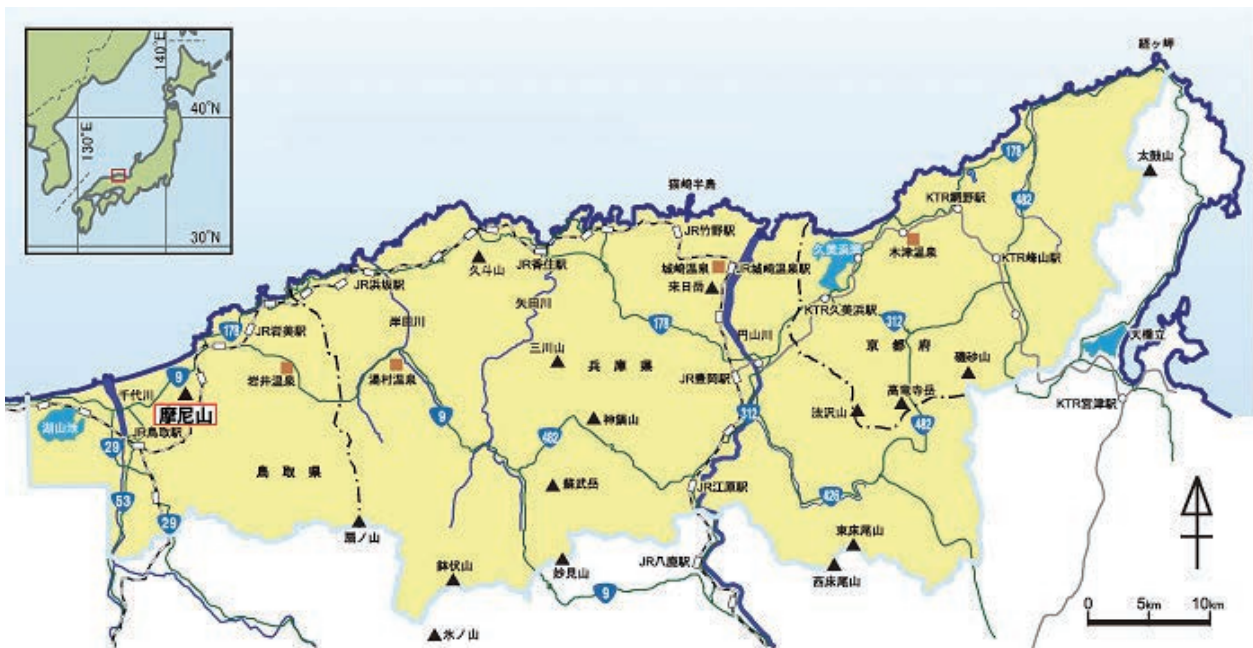 140°E
40°N
130°E
30°N
経ヶ岬
太鼓山
178
482
KTR網野駅
猫崎半島
JR竹野駅
久美浜湾
木津温泉
KTR峰山駅
JR香住駅
久斗山
城崎温泉
JR城崎温泉駅
来日岳
KTR久美浜駅
JR浜坂駅
矢田川
岸田川
178
円山川
312
京都府
天橋立
178
JR岩美駅
三川山
兵庫県
磯砂山
岩井温泉
湯村温泉
JR豊岡駅
高竜寺岳
KTR宮津駅
千代川
9
摩尼山
9
神鍋山
312
法沢山
482
湖山池
JR鳥取駅
29
482
鳥取県
蘇武岳
JR江原駅
426
53
29
扇ノ山
東床尾山
鉢伏山
妙見山
JR八鹿駅
西床尾山
9
氷ノ山
0
5km
10km